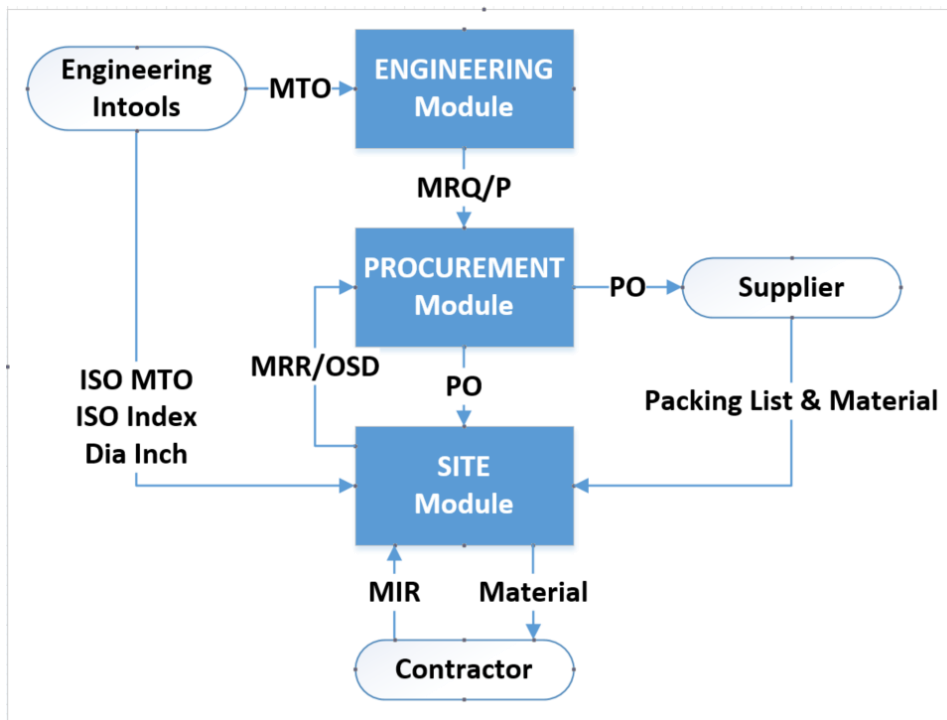 Engineering
Intools
MTO
ENGINEERING
Module
MRQ/P
PROCUREMENT
Module
PO
Supplier
MRR/OSD
PO
ISO MTO
ISO Index
Dia Inch
Packing List & Material
SITE
Module
MIR
Material
Contractor